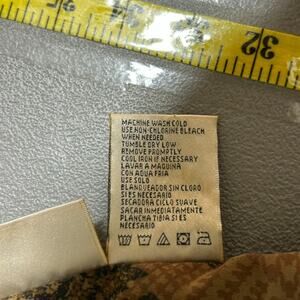 32
MACHINE WASH COLD
USE NON-CHLORINE BLEACH
WHEN NEEDED
TUMBLE DRY LOW
REMOVE PROMPTLY
COOL IRON IF NECESSARY
LAVAR A MAQUINA
CON AGUA FRIA
USE SOLO
BLANQUEADOR SIN CLORO
SI ES NECESARIO
SECADORA CICLO SUAVE
SACAR INMEDIATAMENTE
PLANCHA TIBIA SI ES
NECESARIO